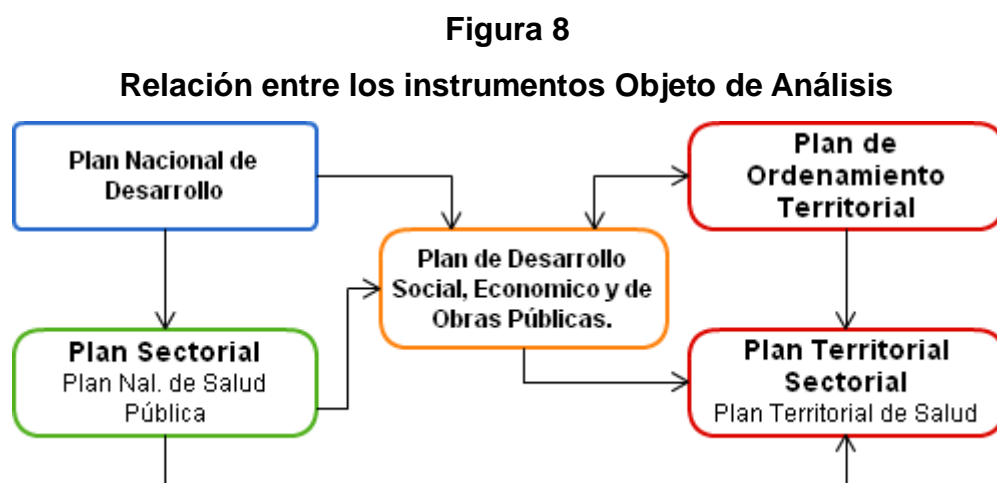 Figura 8
Relación entre los instrumentos Objeto de Análisis
Plan Nacional de
Desarrollo
Plan de
Ordenamiento
Territorial
Plan de Desarrollo
Social, Economico y de
Obras Públicas.
Plan Sectorial
Plan Nal. de Salud
Pública
Plan Territorial
Sectorial
Plan Territorial de Salud